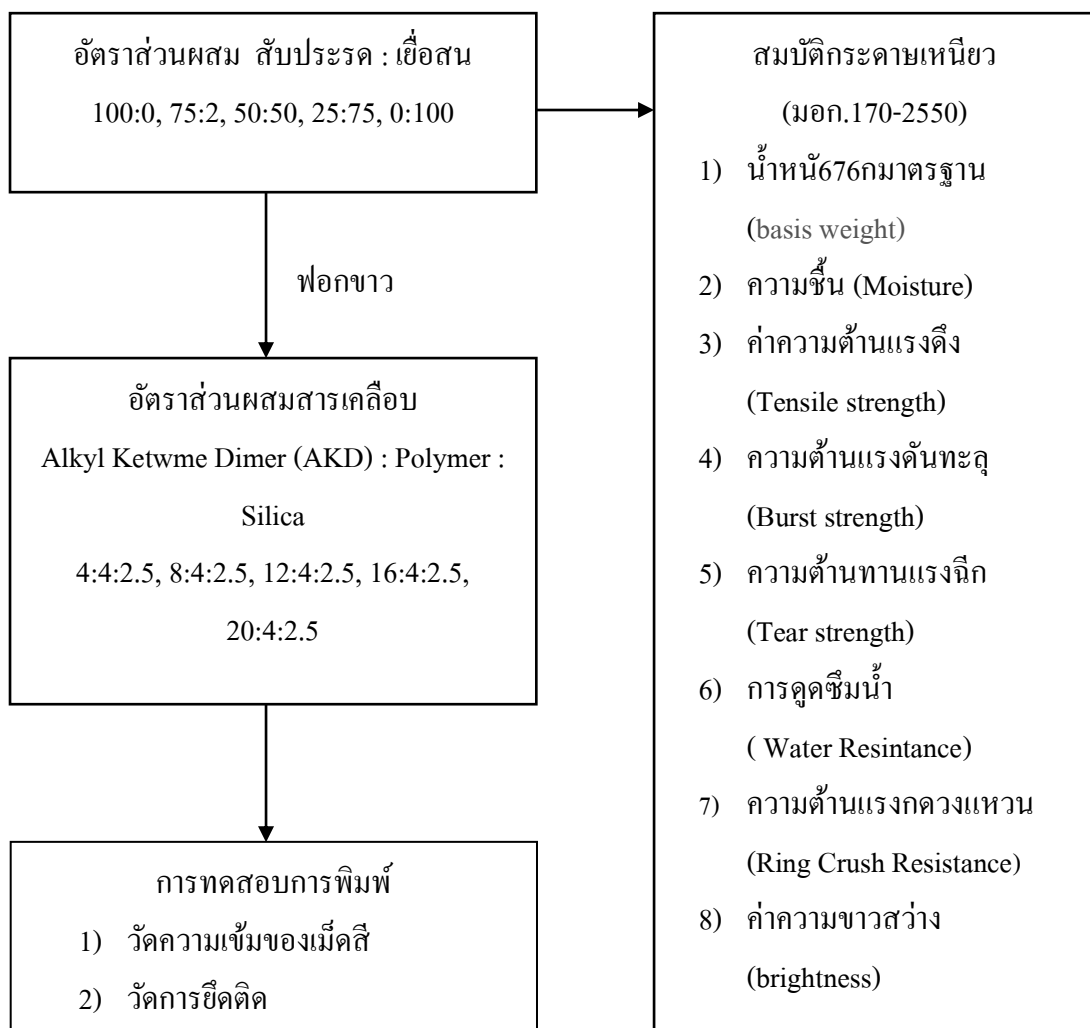 อัตราส่วนผสม สับประรด : เยื่อสน
100:0, 75:2, 50:50, 25:75, 0:100
ฟอกขาว
อัตราส่วนผสมสารเคลือบ
Alkyl Ketwme Dimer (AKD) : Polymer :
Silica
4:4:2.5, 8:4:2.5, 12:4:2.5, 16:4:2.5,
20:4:2.5
การทดสอบการพิมพ์
1) วัดความเข้มของเม็ดสี
2) วัดการยึดติด
สมบัติกระดาษเหนียว
(มอก.170-2550)
1) น้ำหนั676กมาตรฐาน
(basis weight)
2) ความชื้น (Moisture)
3) ค่าความต้านแรงดึง
(Tensile strength)
4) ความต้านแรงดันทะลุ
(Burst strength)
5) ความต้านทานแรงฉีก
(Tear strength)
6) การดูดซึมน้ำ
( Water Resintance)
7) ความต้านแรงกดวงแหวน
(Ring Crush Resistance)
8) ค่าความขาวสว่าง
(brightness)